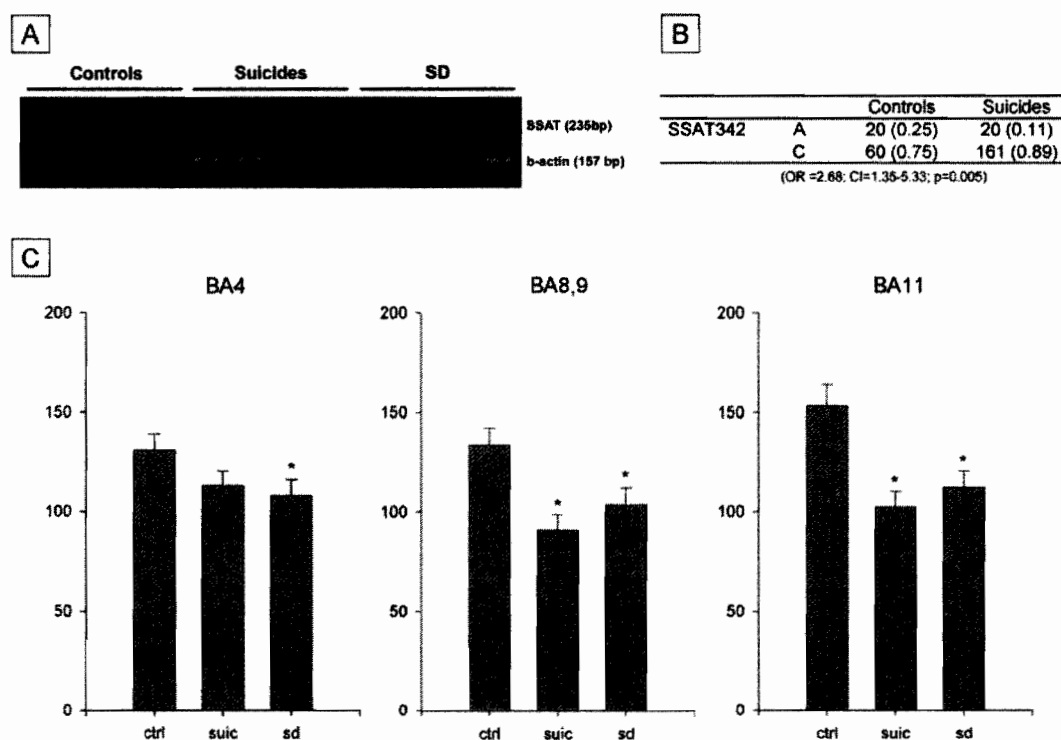 A
Controls Suicides SD
SSAT (235bp)
b-actin (157 bp)
B
Controls Suicides
SSAT342 A 20 (0.25) 20 (0.11)
C 60 (0.75) 161 (0.89)
(OR =2.68; CI=1.35-5.33; p=0.005)
C
BA4
200
150
100
50
0
*
ctrl suic sd
BA8,9
200
150
100
50
0
* *
ctrl suic sd
BA11
200
150
100
50
0
* *
ctrl suic sd